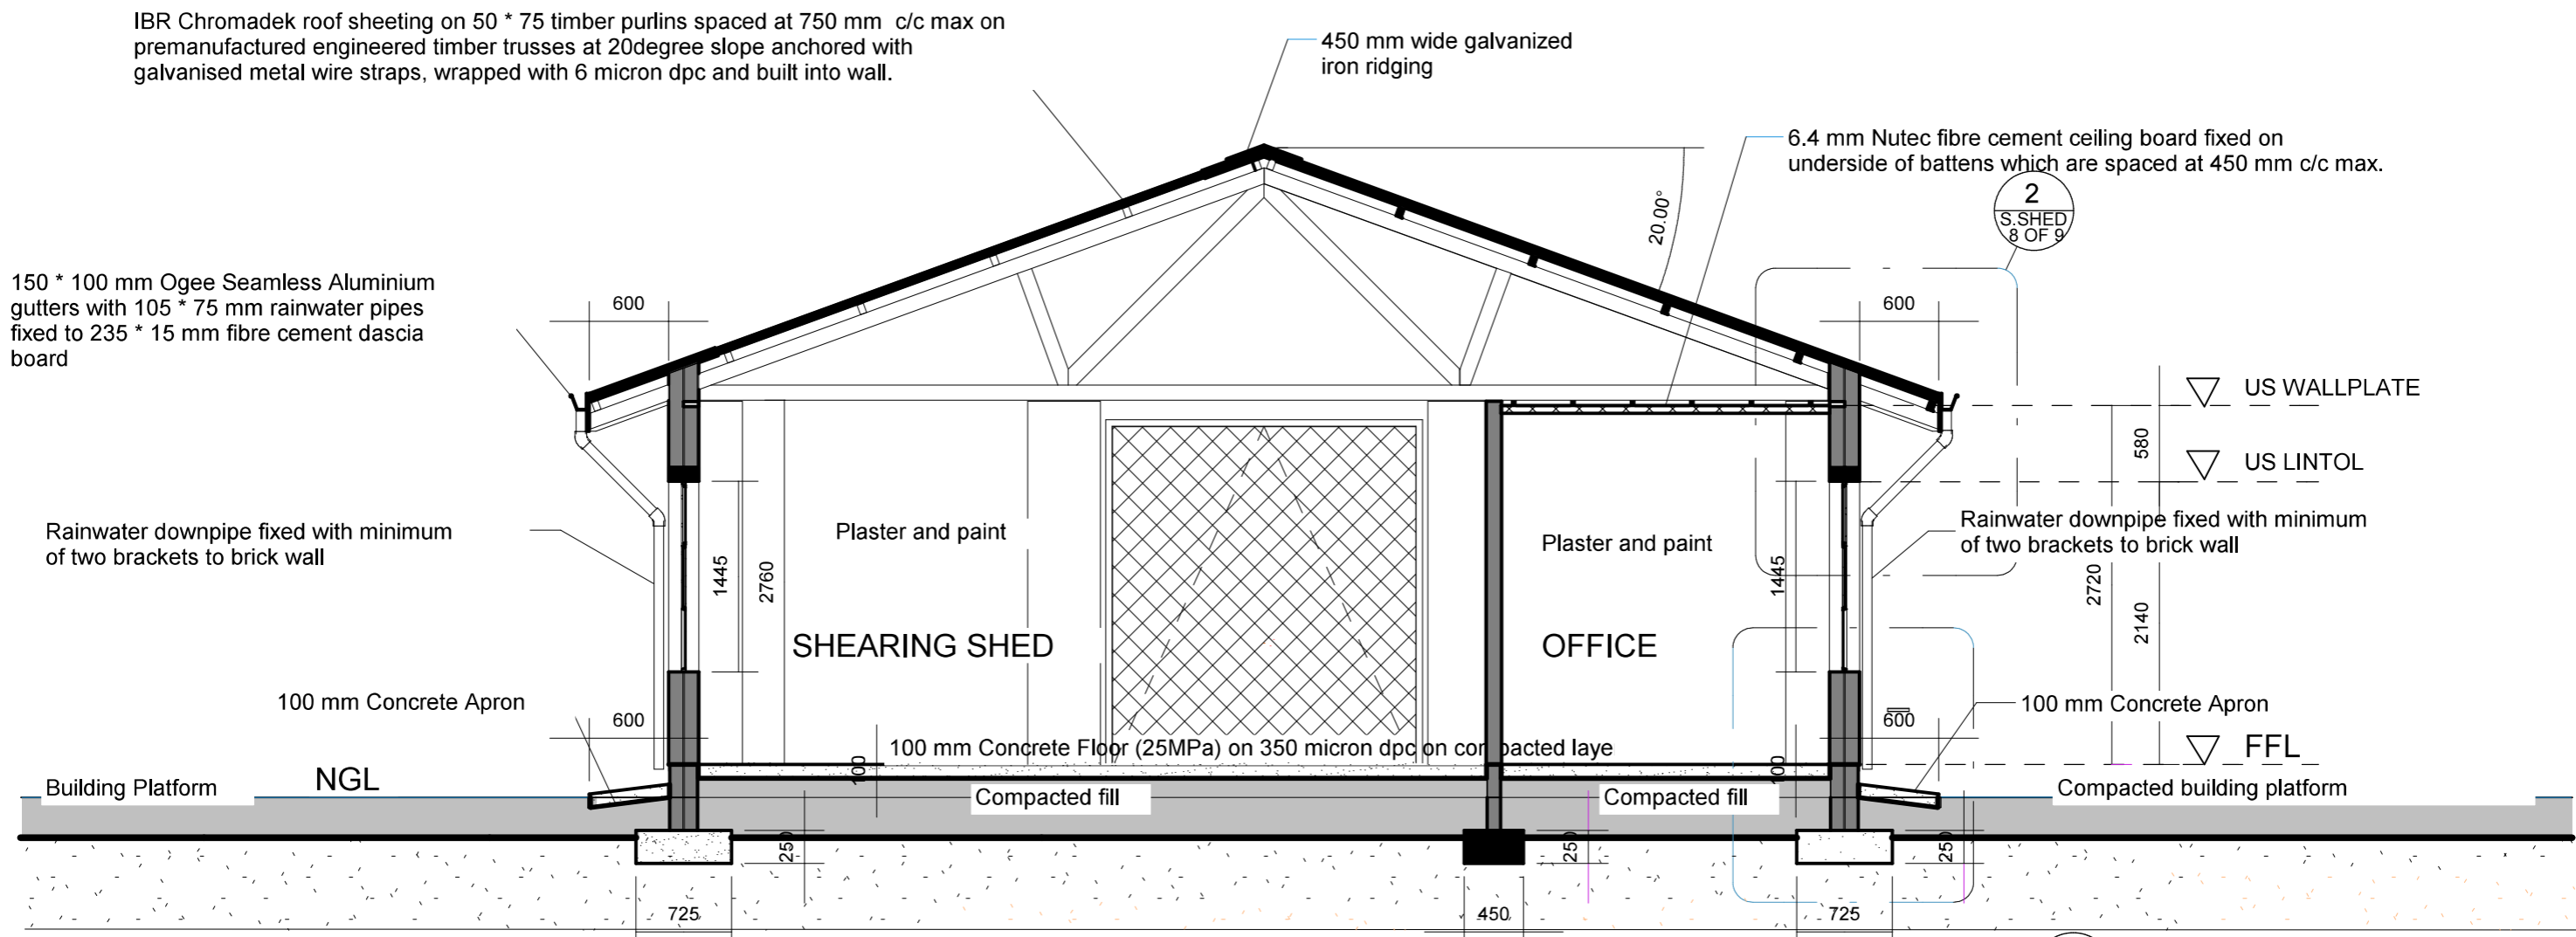 IBR Chromadek roof sheeting on 50 * 75 timber purlins spaced at 750 mm c/c max on
premanufactured engineered timber trusses at 20degree slope anchored with
galvanised metal wire straps, wrapped with 6 micron dpc and built into wall.
450 mm wide galvanized
iron ridging
6.4 mm Nutec fibre cement ceiling board fixed on
underside of battens which are spaced at 450 mm c/c max.
2
S.SHED
8 OF 9
20.00°
150 * 100 mm Ogee Seamless Aluminium
gutters with 105 * 75 mm rainwater pipes
fixed to 235 * 15 mm fibre cement dascia
board
600
600
US WALLPLATE
580
US LINTOL
Rainwater downpipe fixed with minimum
of two brackets to brick wall
Plaster and paint
Plaster and paint
Rainwater downpipe fixed with minimum
of two brackets to brick wall
1445
2760
1445
2720
2140
SHEARING SHED
OFFICE
100 mm Concrete Apron
600
600
100 mm Concrete Apron
100 mm Concrete Floor (25MPa) on 350 micron dpc on compacted laye
FFL
100
100
Building Platform
NGL
Compacted fill
Compacted fill
Compacted building platform
250
250
250
725
450
725